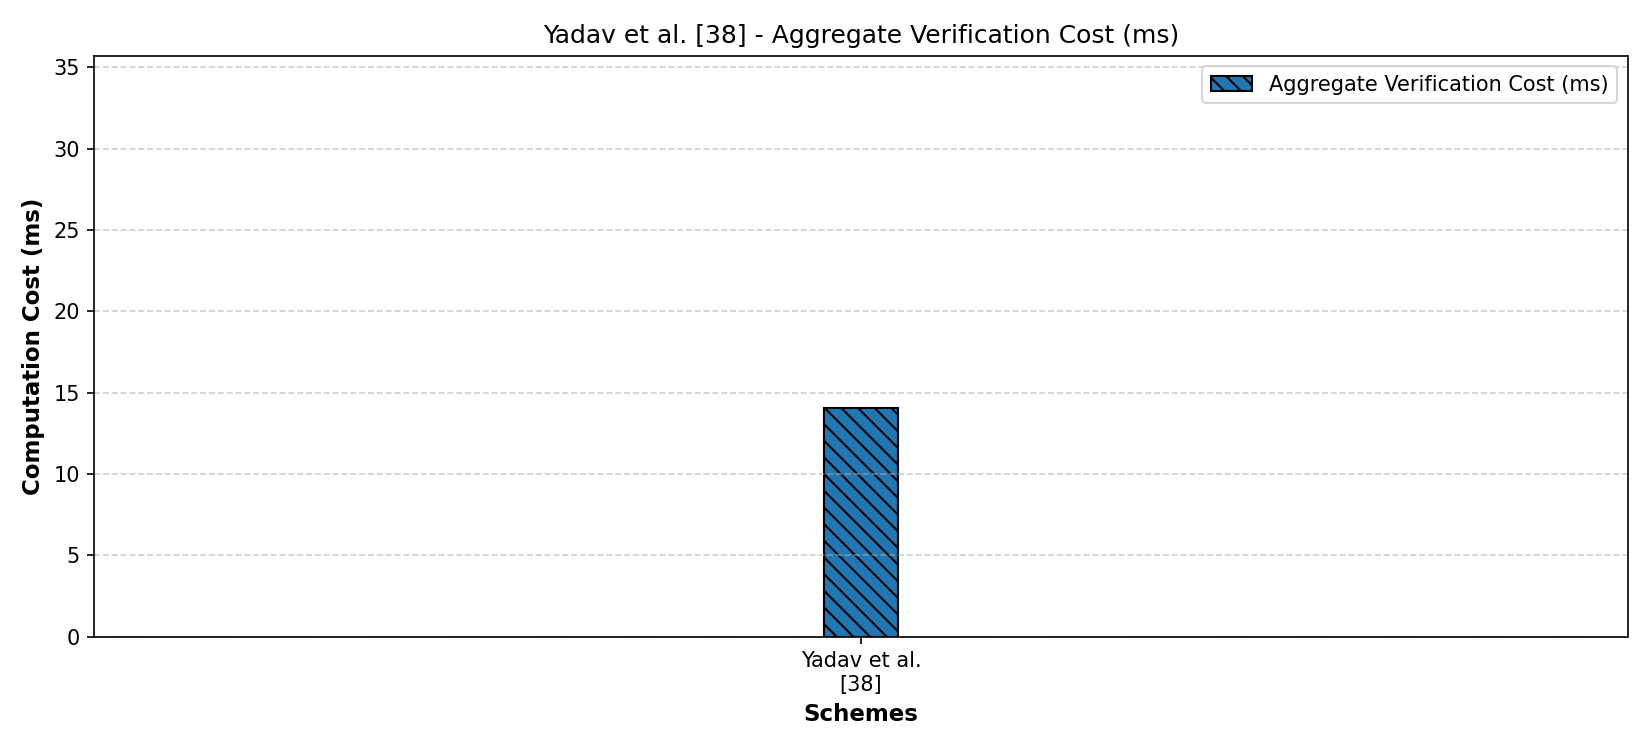 Yadav et al. [38] - Aggregate Verification Cost (ms)
Aggregate Verification Cost (ms)
Computation Cost (ms)
35
30
25
20
15
10
5
0
Yadav et al.
[38]
Schemes